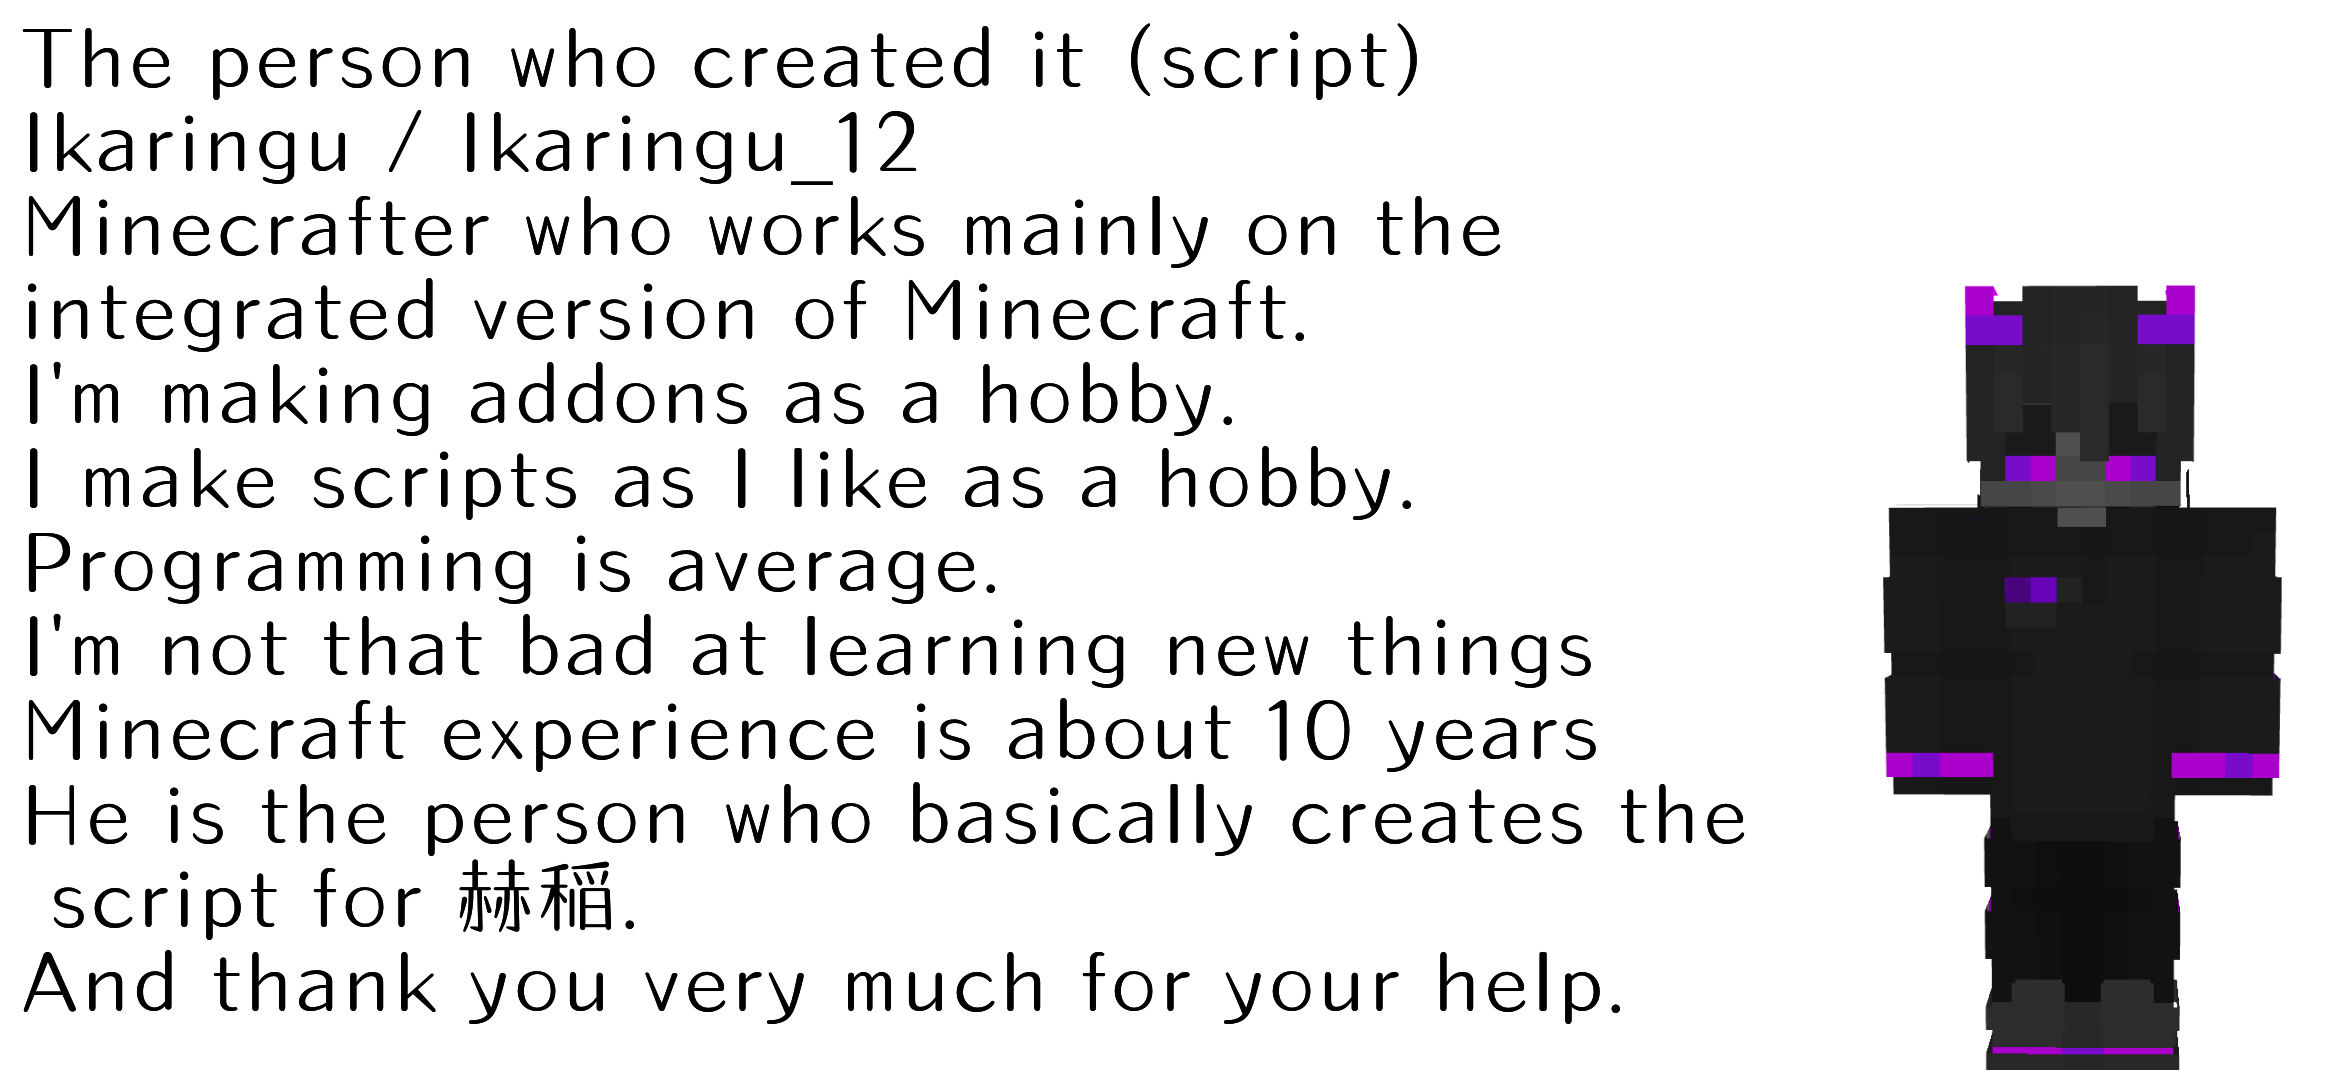 The person who created it (script)
Ikaringu / Ikaringu_12
Minecrafter who works mainly on the
integrated version of Minecraft.
I'm making addons as a hobby.
I make scripts as I like as a hobby.
Programming is average.
I'm not that bad at learning new things
Minecraft experience is about 10 years
He is the person who basically creates the
script for 赫稲.
And thank you very much for your help.